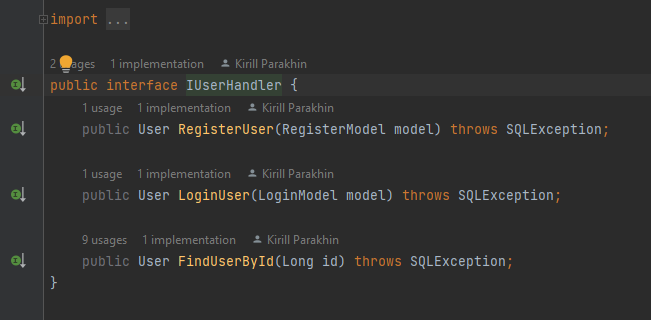 import ...
2 usages 1 implementation Kirill Parakhin
public interface IUserHandler {
1 usage 1 implementation Kirill Parakhin
public User RegisterUser(RegisterModel model) throws SQLException;
1 usage 1 implementation Kirill Parakhin
public User LoginUser(LoginModel model) throws SQLException;
9 usages 1 implementation Kirill Parakhin
public User FindUserById(Long id) throws SQLException;
}